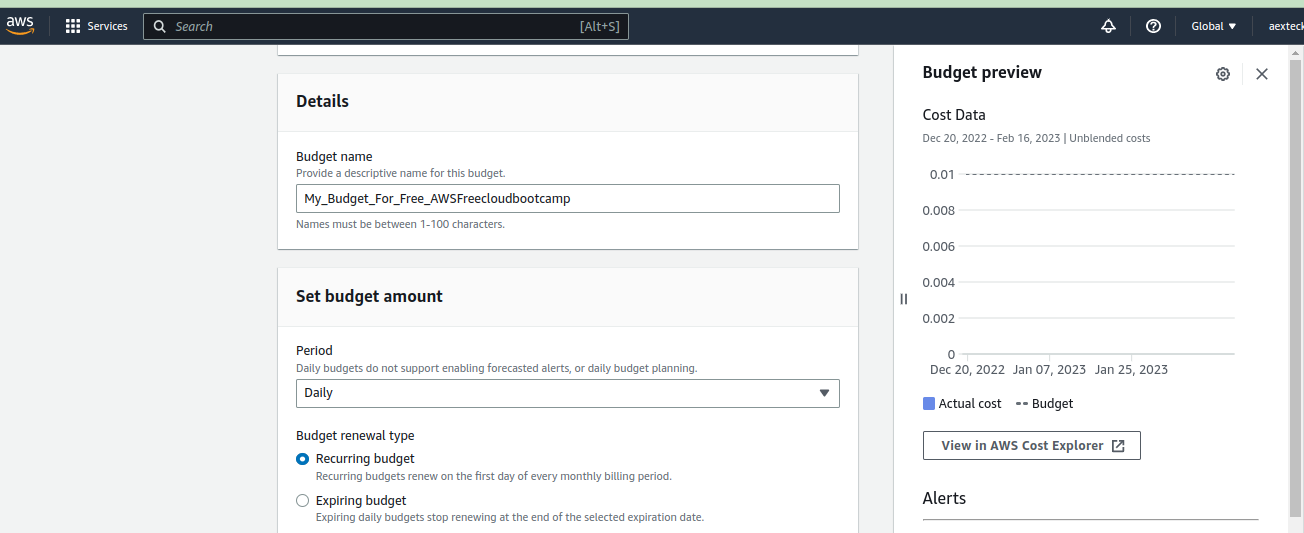 aws
Services
Search
[Alt+S]
Global
aexteck
Details
Budget name
Provide a descriptive name for this budget.
My_Budget_For_Free_AWSFreecloudbootcamp
Names must be between 1-100 characters.
Set budget amount
Period
Daily budgets do not support enabling forecasted alerts, or daily budget planning.
Daily
Budget renewal type
Recurring budget
Recurring budgets renew on the first day of every monthly billing period.
Expiring budget
Expiring daily budgets stop renewing at the end of the selected expiration date.
Budget preview
Cost Data
Dec 20, 2022 - Feb 16, 2023 | Unblended costs
0.01
0.008
0.006
0.004
0.002
0
Dec 20, 2022 Jan 07, 2023 Jan 25, 2023
Actual cost Budget
View in AWS Cost Explorer
Alerts